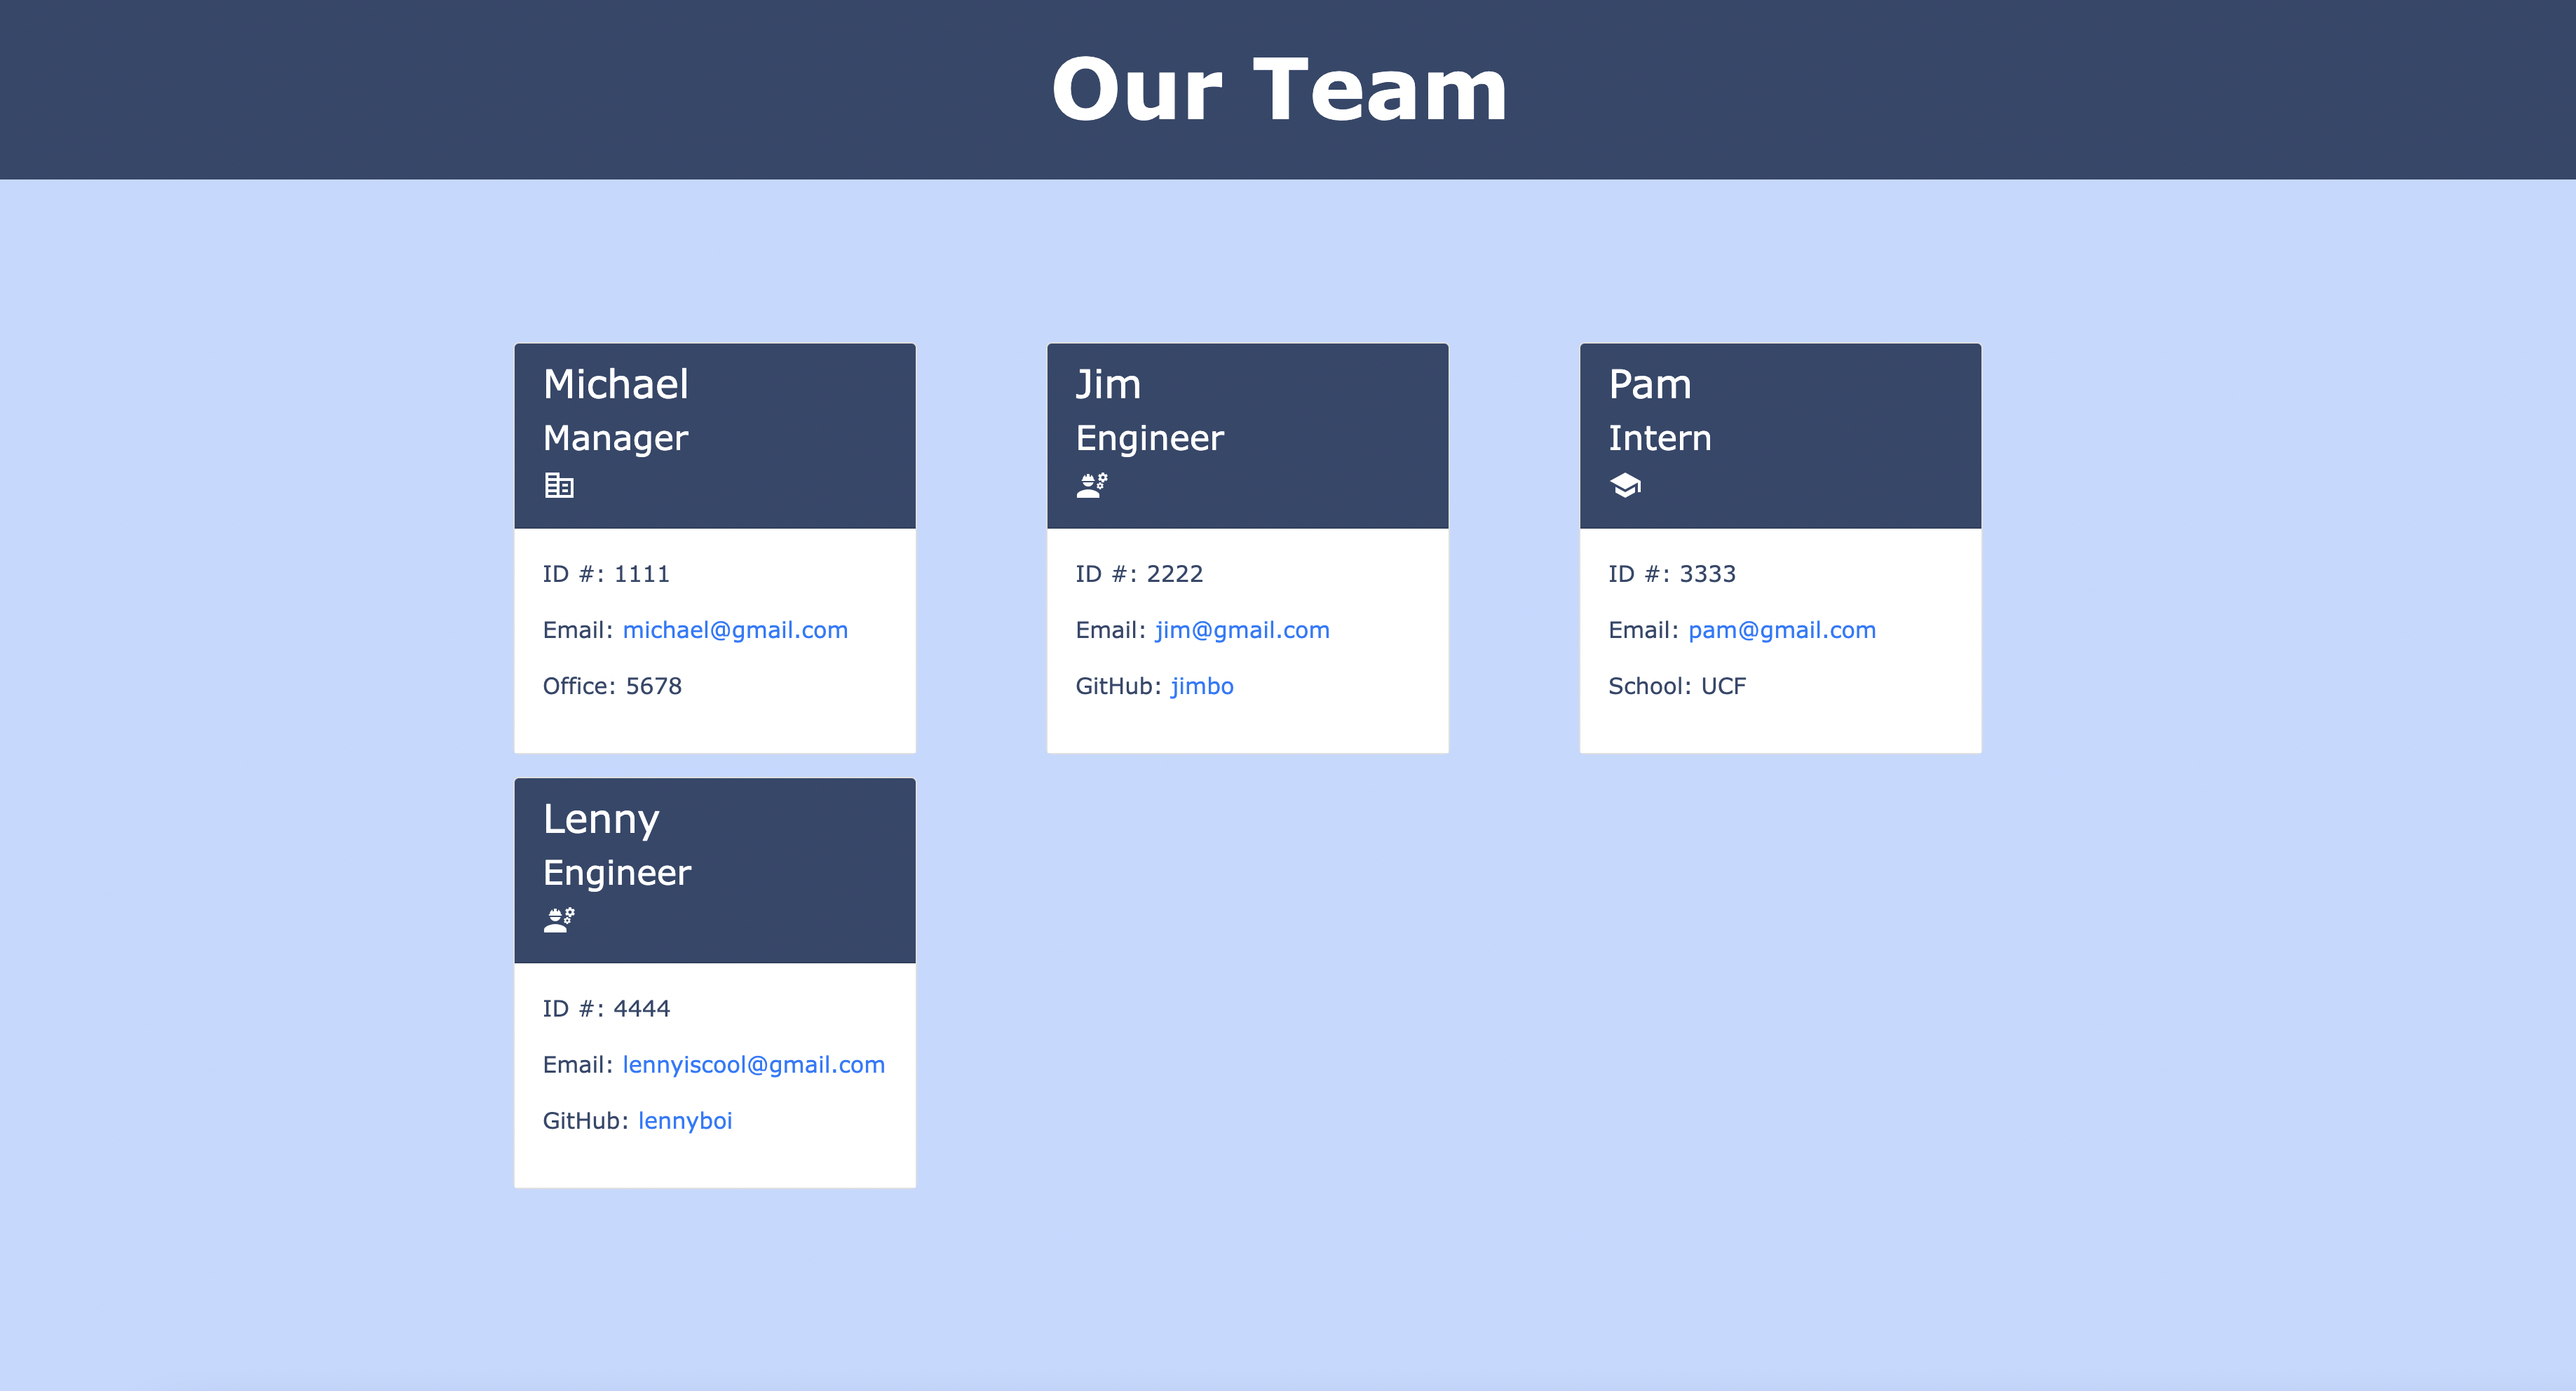 Our Team
Michael
Manager
ID #: 1111
Email: michael@gmail.com
Office: 5678
Jim
Engineer
ID #: 2222
Email: jim@gmail.com
GitHub: jimbo
Pam
Intern
ID #: 3333
Email: pam@gmail.com
School: UCF
Lenny
Engineer
ID #: 4444
Email: lennyiscool@gmail.com
GitHub: lennyboi